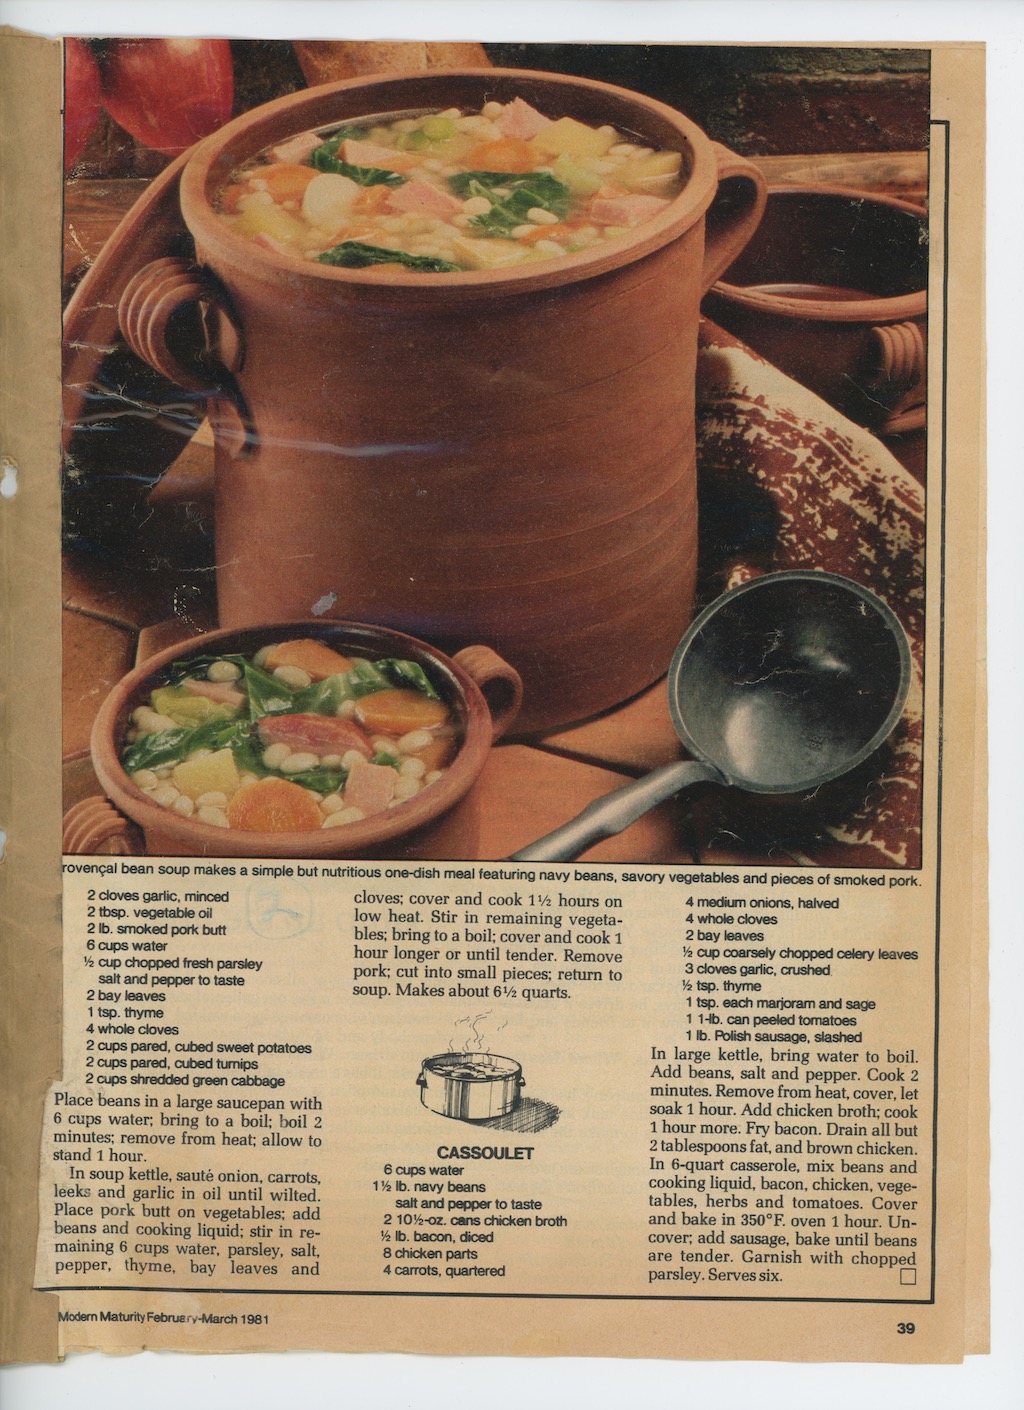 rovençal bean soup makes a simple but nutritious one-dish meal featuring navy beans, savory vegetables and pieces of smoked pork.
2 cloves garlic, minced
2 tbsp. vegetable oil
2 lb. smoked pork butt
6 cups water
½ cup chopped fresh parsley
salt and pepper to taste
2 bay leaves
1 tsp. thyme
4 whole cloves
2 cups pared, cubed sweet potatoes
2 cups pared, cubed turnips
2 cups shredded green cabbage
Place beans in a large saucepan with
6 cups water; bring to a boil; boil 2
minutes; remove from heat; allow to
stand 1 hour.
In soup kettle, sauté onion, carrots,
leeks and garlic in oil until wilted.
Place pork butt on vegetables; add
beans and cooking liquid; stir in re-
maining 6 cups water, parsley, salt,
pepper, thyme, bay leaves and
cloves; cover and cook 1½ hours on
low heat. Stir in remaining vegeta-
bles; bring to a boil; cover and cook 1
hour longer or until tender. Remove
pork; cut into small pieces; return to
soup. Makes about 6½ quarts.
CASSOULET
6 cups water
1½ lb. navy beans
salt and pepper to taste
2 10½-oz. cans chicken broth
½ lb. bacon, diced
8 chicken parts
4 carrots, quartered
4 medium onions, halved
4 whole cloves
2 bay leaves
½ cup coarsely chopped celery leaves
3 cloves garlic, crushed
½ tsp. thyme
1 tsp. each marjoram and sage
1 1-lb. can peeled tomatoes
1 lb. Polish sausage, slashed
In large kettle, bring water to boil.
Add beans, salt and pepper. Cook 2
minutes. Remove from heat, cover, let
soak 1 hour. Add chicken broth; cook
1 hour more. Fry bacon. Drain all but
2 tablespoons fat, and brown chicken.
In 6-quart casserole, mix beans and
cooking liquid, bacon, chicken, vege-
tables, herbs and tomatoes. Cover
and bake in 350°F. oven 1 hour. Un-
cover; add sausage, bake until beans
are tender. Garnish with chopped
parsley. Serves six.
Modern Maturity February-March 1981
39